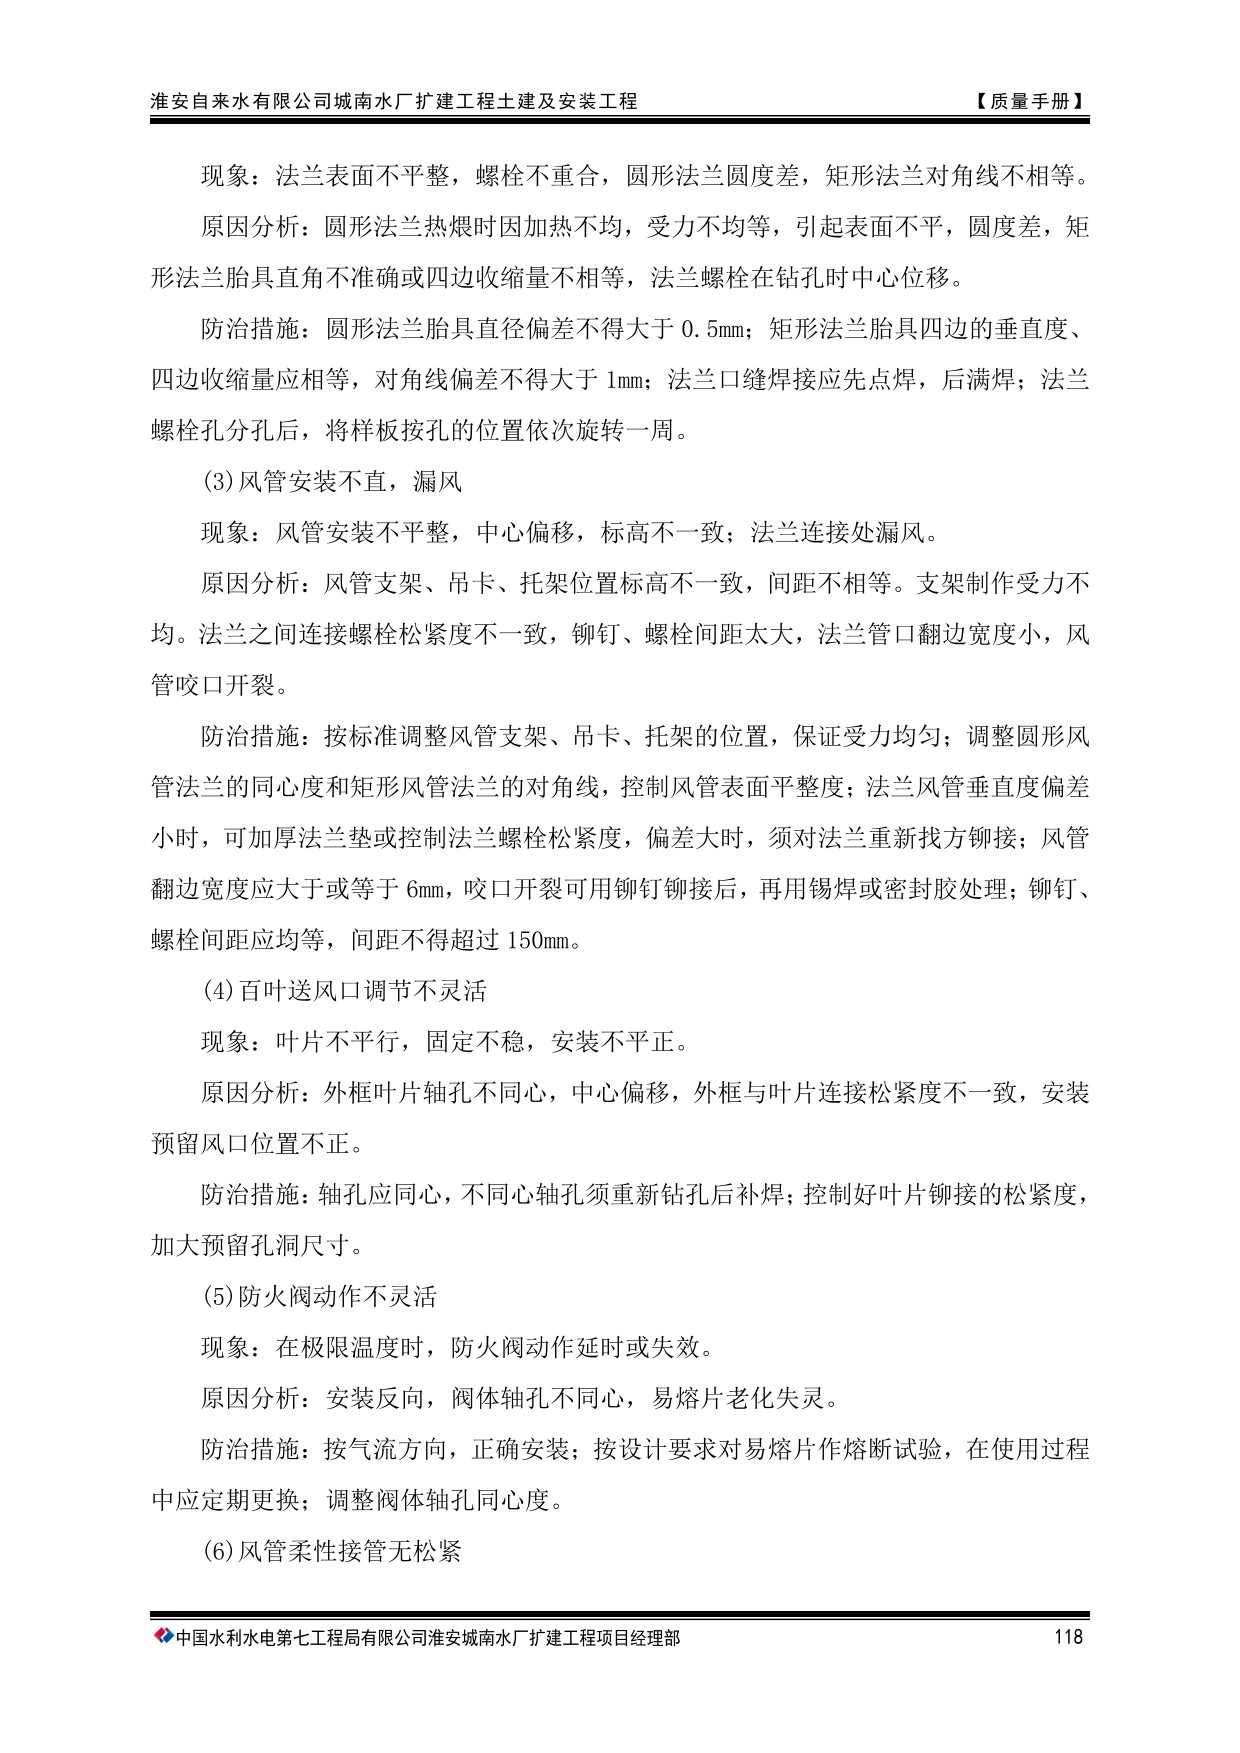 淮安自来水有限公司城南水厂扩建工程土建及安装工程 【质量手册】
现象：法兰表面不平整，螺栓不重合，圆形法兰圆度差，矩形法兰对角线不相等。
原因分析：圆形法兰热煨时因加热不均，受力不均等，引起表面不平，圆度差，矩
形法兰胎具直角不准确或四边收缩量不相等，法兰螺栓在钻孔时中心位移。
防治措施：圆形法兰胎具直径偏差不得大于 0.5mm；矩形法兰胎具四边的垂直度、
四边收缩量应相等，对角线偏差不得大于 1mm；法兰口缝焊接应先点焊，后满焊；法兰
螺栓孔分孔后，将样板按孔的位置依次旋转一周。
(3)风管安装不直，漏风
现象：风管安装不平整，中心偏移，标高不一致；法兰连接处漏风。
原因分析：风管支架、吊卡、托架位置标高不一致，间距不相等。支架制作受力不
均。法兰之间连接螺栓松紧度不一致，铆钉、螺栓间距太大，法兰管口翻边宽度小，风
管咬口开裂。
防治措施：按标准调整风管支架、吊卡、托架的位置，保证受力均匀；调整圆形风
管法兰的同心度和矩形风管法兰的对角线，控制风管表面平整度；法兰风管垂直度偏差
小时，可加厚法兰垫或控制法兰螺栓松紧度，偏差大时，须对法兰重新找方铆接；风管
翻边宽度应大于或等于 6mm，咬口开裂可用铆钉铆接后，再用锡焊或密封胶处理；铆钉、
螺栓间距应均等，间距不得超过 150mm。
(4)百叶送风口调节不灵活
现象：叶片不平行，固定不稳，安装不平正。
原因分析：外框叶片轴孔不同心，中心偏移，外框与叶片连接松紧度不一致，安装
预留风口位置不正。
防治措施：轴孔应同心，不同心轴孔须重新钻孔后补焊；控制好叶片铆接的松紧度，
加大预留孔洞尺寸。
(5)防火阀动作不灵活
现象：在极限温度时，防火阀动作延时或失效。
原因分析：安装反向，阀体轴孔不同心，易熔片老化失灵。
防治措施：按气流方向，正确安装；按设计要求对易熔片作熔断试验，在使用过程
中应定期更换；调整阀体轴孔同心度。
(6)风管柔性接管无松紧
中国水利水电第七工程局有限公司淮安城南水厂扩建工程项目经理部 118